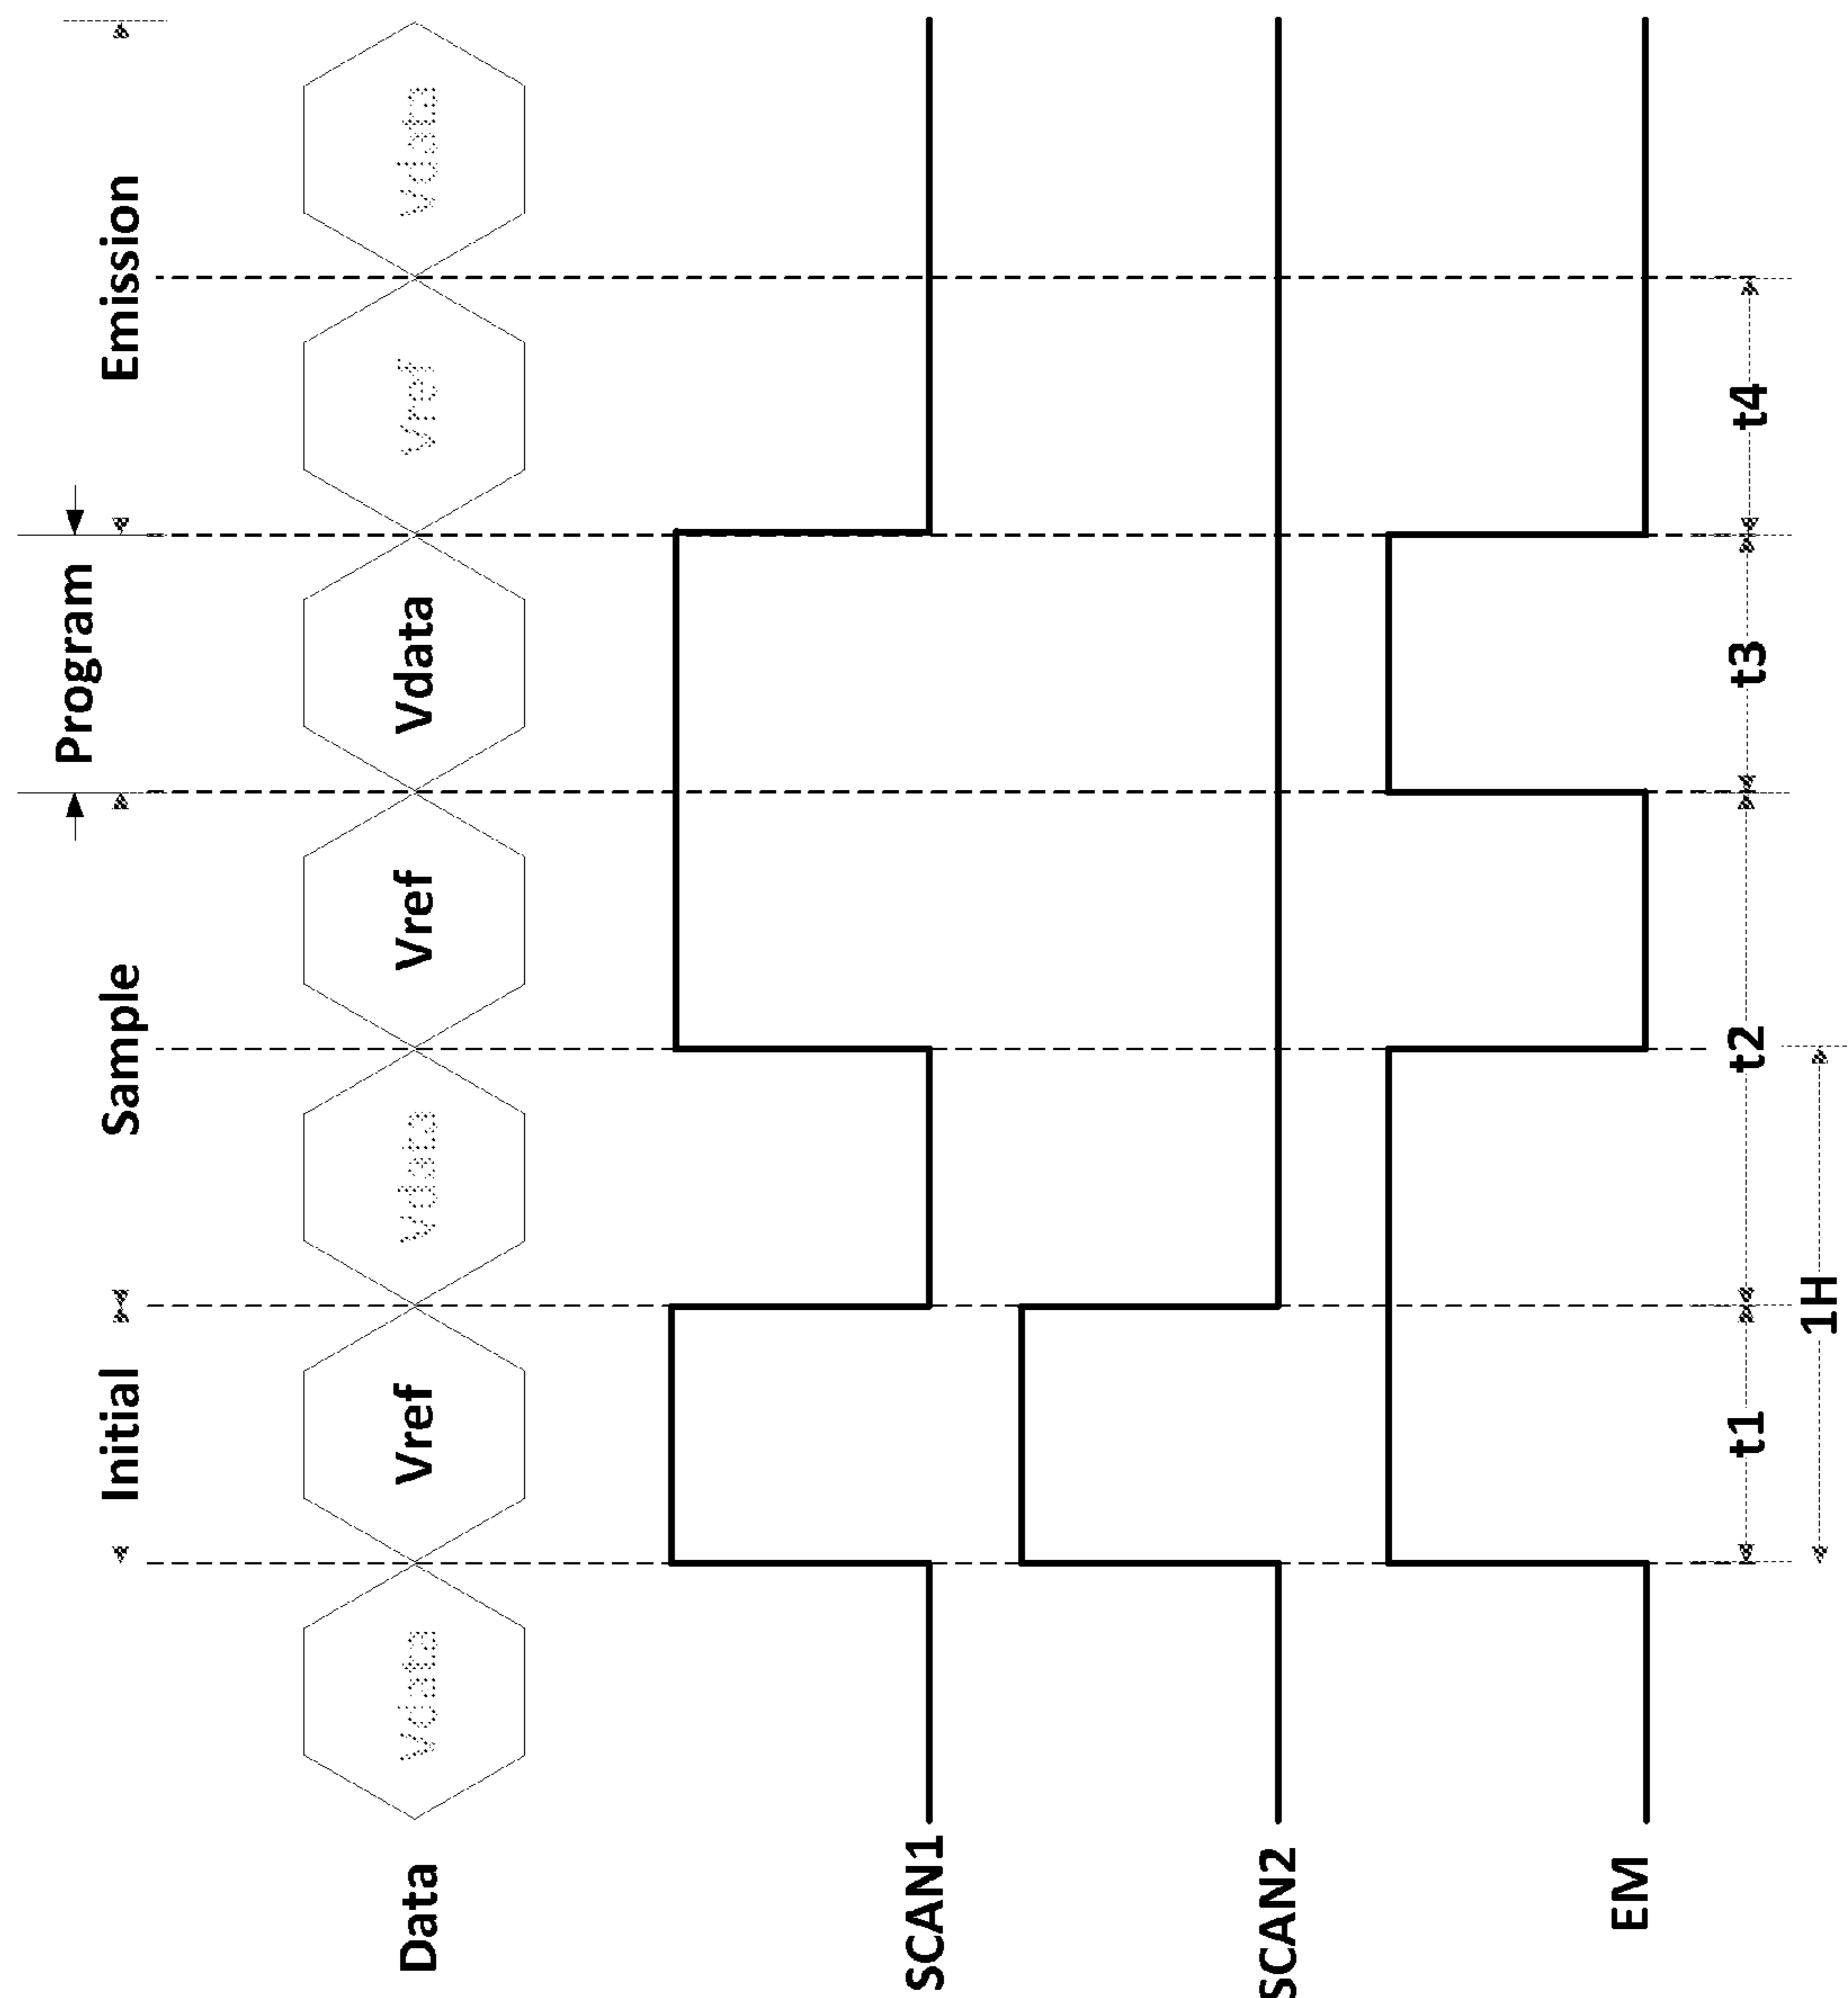 Initial Sample Program Emission
Data Vdata Vref Vdata Vref Vdata Vref Vdata
SCAN1
SCAN2
EM
t1 t2 t3 t4
1H